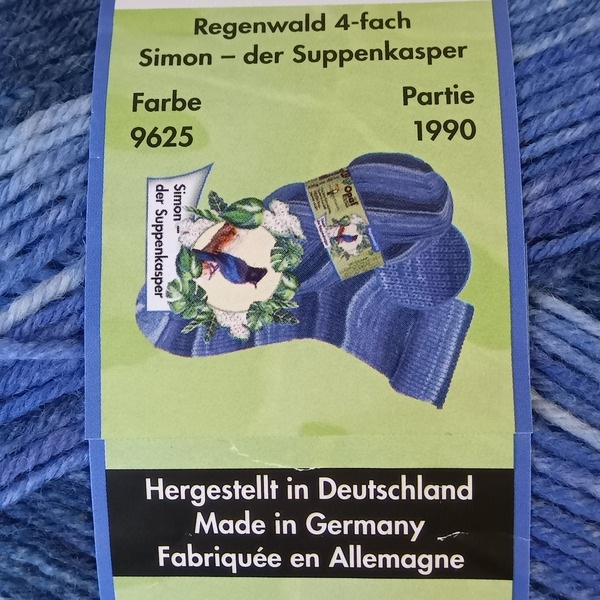 Regenwald 4-fach
Simon – der Suppenkasper
Farbe
9625
Partie
1990
Simon –
der Suppenkasper
Hergestellt in Deutschland
Made in Germany
Fabriquée en Allemagne